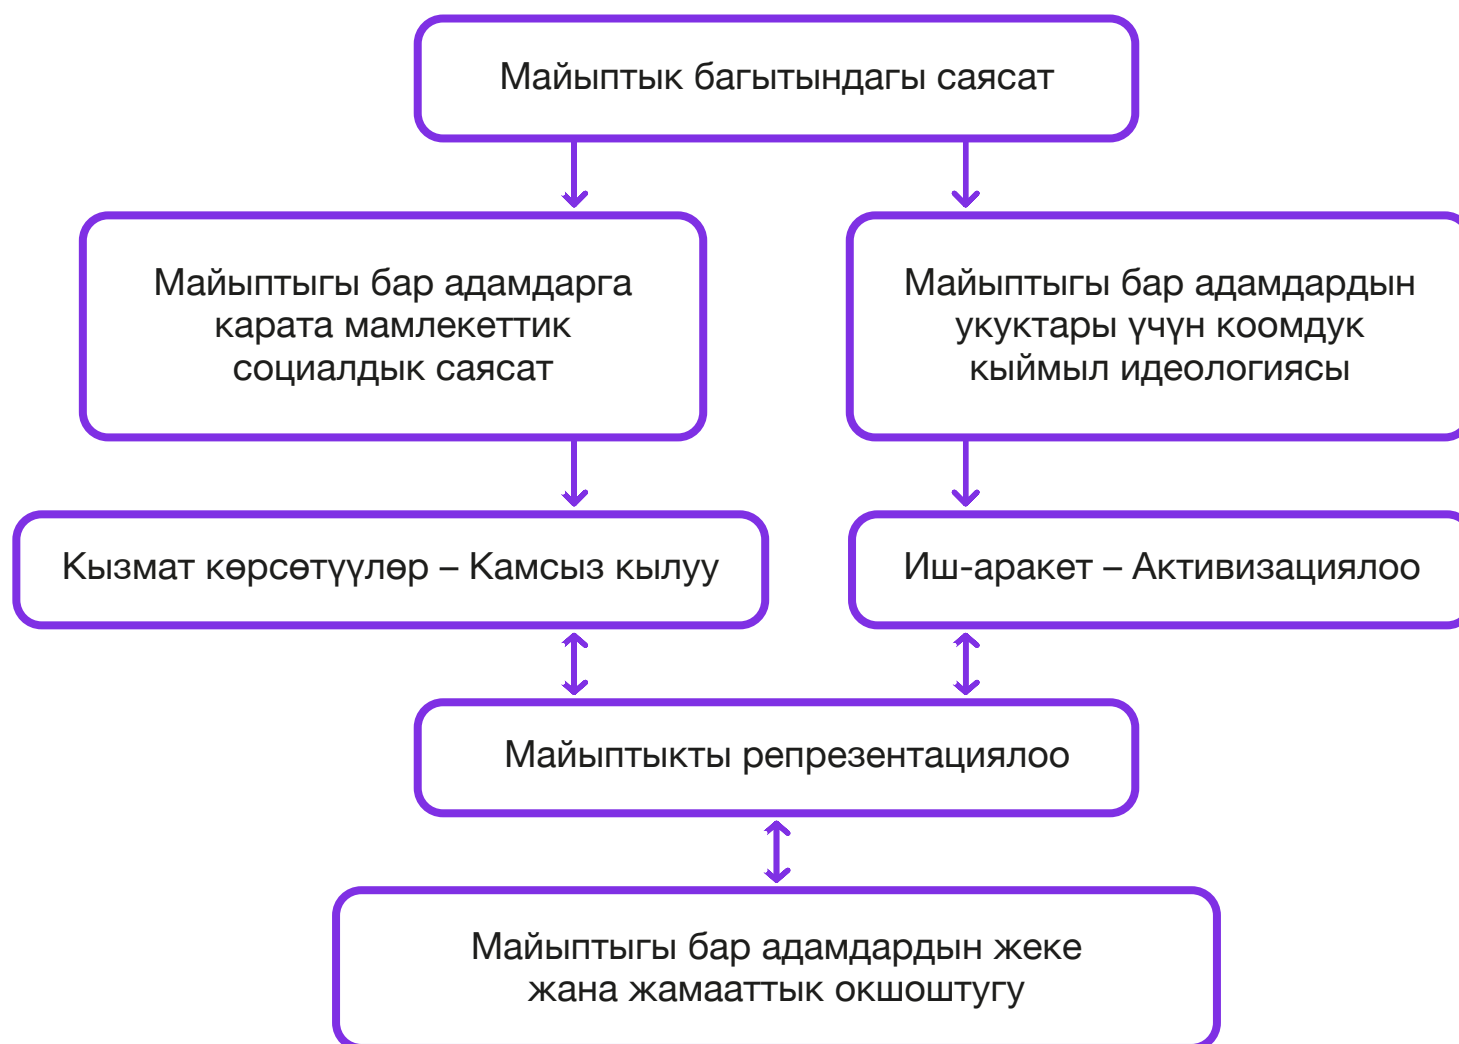 Майыптык багытындагы саясат
Майыптыгы бар адамдарга
карата мамлекеттик
социалдык саясат
Майыптыгы бар адамдардын
укуктары үчүн коомдук
кыймыл идеологиясы
Кызмат көрсөтүүлөр – Камсыз кылуу
Иш-аракет – Активизациялоо
Майыптыкты репрезентациялоо
Майыптыгы бар адамдардын жеке
жана жамааттык окшоштугу